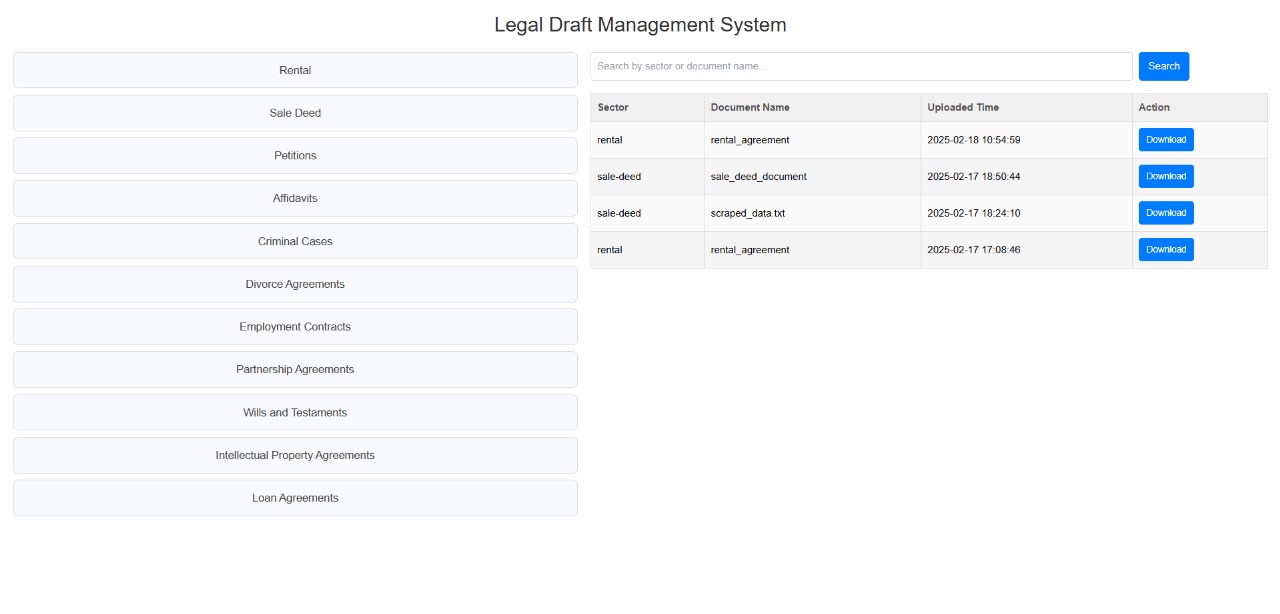 Legal Draft Management System
Rental
Sale Deed
Petitions
Affidavits
Criminal Cases
Divorce Agreements
Employment Contracts
Partnership Agreements
Wills and Testaments
Intellectual Property Agreements
Loan Agreements
Search by sector or document name...
Search
Sector Document Name Uploaded Time Action
rental rental_agreement 2025-02-18 10:54:59 Download
sale-deed sale_deed_document 2025-02-17 18:50:44 Download
sale-deed scraped_data.txt 2025-02-17 18:24:10 Download
rental rental_agreement 2025-02-17 17:08:46 Download